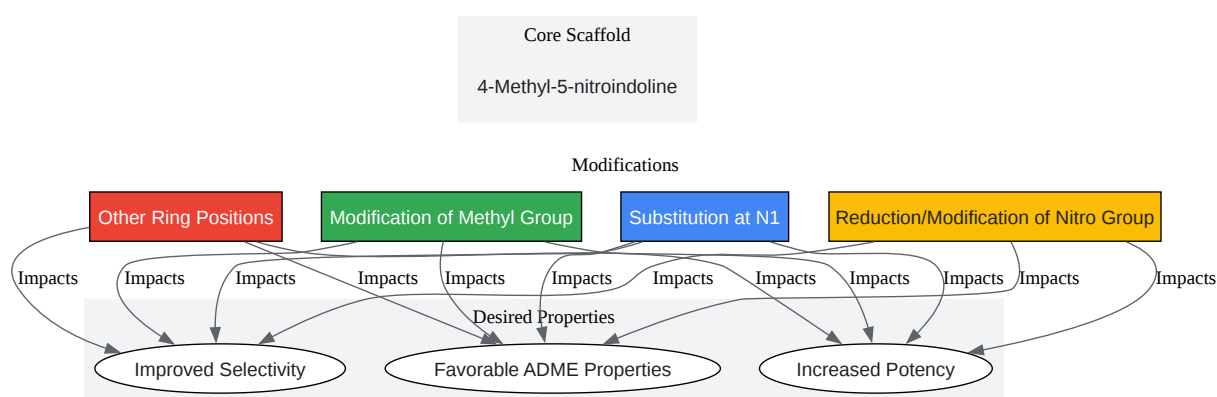 Core Scaffold
4-Methyl-5-nitroindoline
Modifications
Other Ring Positions
Modification of Methyl Group
Substitution at N1
Reduction/Modification of Nitro Group
Impacts
Impacts
Impacts
Impacts
Impacts
Impacts
Impacts
Impacts
Impacts
Impacts
Impacts
Impacts
Desired Properties
Improved Selectivity
Favorable ADME Properties
Increased Potency